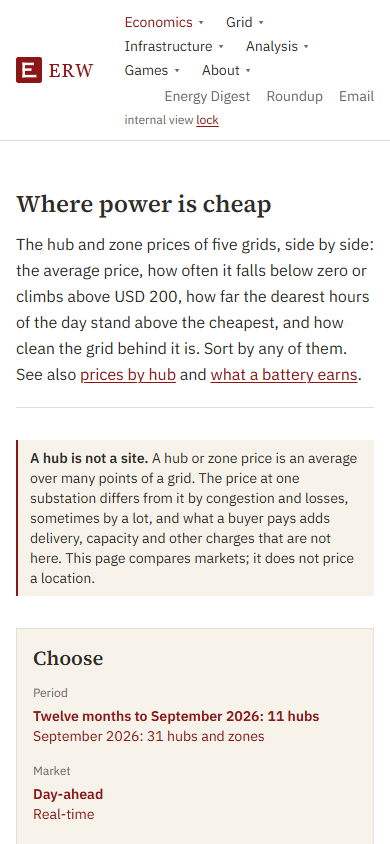 E ERW
Economics ▾ Grid ▾
Infrastructure ▾ Analysis ▾
Games ▾ About ▾
Energy Digest Roundup Email
internal view lock
Where power is cheap
The hub and zone prices of five grids, side by side:
the average price, how often it falls below zero or
climbs above USD 200, how far the dearest hours
of the day stand above the cheapest, and how
clean the grid behind it is. Sort by any of them.
See also prices by hub and what a battery earns.
A hub is not a site. A hub or zone price is an average
over many points of a grid. The price at one
substation differs from it by congestion and losses,
sometimes by a lot, and what a buyer pays adds
delivery, capacity and other charges that are not
here. This page compares markets; it does not price
a location.
Choose
Period
Twelve months to September 2026: 11 hubs
September 2026: 31 hubs and zones
Market
Day-ahead
Real-time